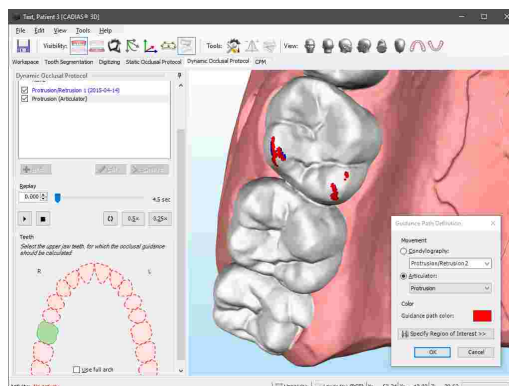 Test, Patient 3 [CADIAS® 3D]
File Edit View Tools Help
Visibility: Tools: View:
Workspace Tooth Segmentation Digitizing Static Occlusal Protocol Dynamic Occlusal Protocol CPM
Dynamic Occlusal Protocol
Protrusion/Retrusion 1 (2015-04-14)
Protrusion (Articulator)
Replay
0.000 4.5 sec
0.5x 0.25x
Teeth
Select the upper jaw teeth, for which the occlusal guidance
should be calculated
R L
Use full arch
Guidance Path Definition
Movement
Condylography:
Protrusion/Retrusion 2
Articulator:
Protrusion
Color
Guidance path color:
Specify Region of Interest >>
OK Cancel